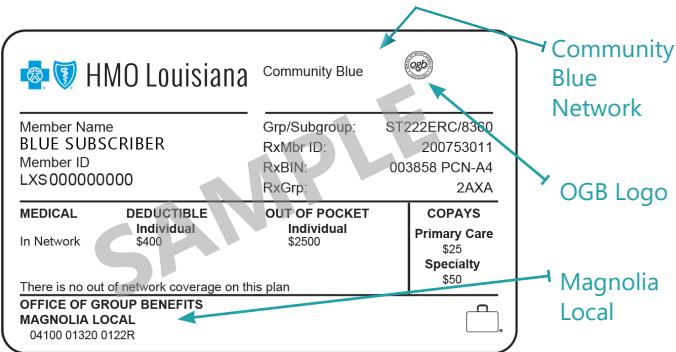 HMO Louisiana
Community Blue
ogb
Community
Blue
Network
Member Name
BLUE SUBSCRIBER
Member ID
LXS000000000
Grp/Subgroup: ST222ERC/8360
RxMbr ID: 200753011
RxBIN: 003858 PCN-A4
RxGrp: 2AXA
OGB Logo
SAMPLE
MEDICAL DEDUCTIBLE OUT OF POCKET COPAYS
Individual Individual
In Network $400 $2500
Primary Care
$25
Specialty
$50
There is no out of network coverage on this plan
OFFICE OF GROUP BENEFITS
MAGNOLIA LOCAL
04100 01320 0122R
Magnolia
Local